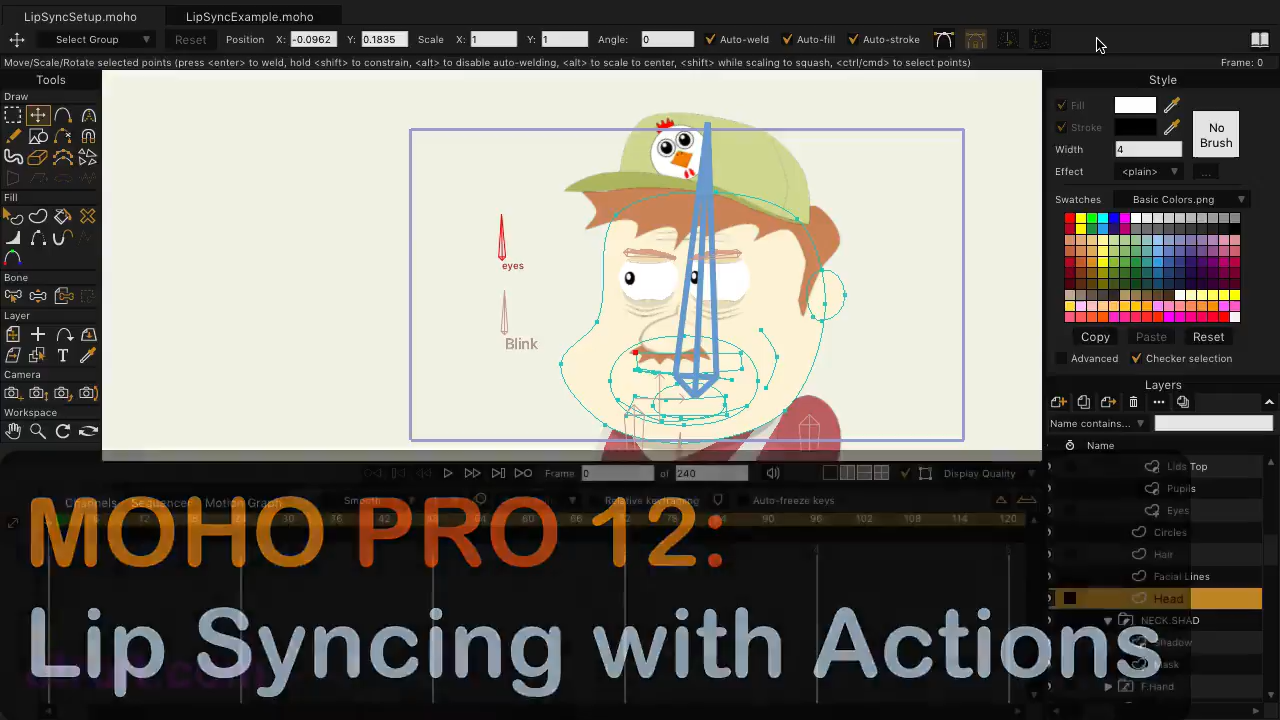 LipSyncSetup.moho
LipSyncExample.moho
Select Group
Reset
Position X: -0.0962 Y: 0.1835 Scale X: 1 Y: 1 Angle: 0
Auto-weld Auto-fill Auto-stroke
Move/Scale/Rotate selected points (press <enter> to weld, hold <shift> to constrain, <alt> to disable auto-welding, <alt> to scale to center, <shift> while scaling to squash, <ctrl/cmd> to select points)
Frame: 0
Tools
Draw
Fill
Bone
Layer
Camera
Workspace
eyes
Blink
Style
Fill
Stroke
No
Brush
Width 4
Effect <plain> ...
Swatches Basic Colors.png
Copy Paste Reset
Advanced Checker selection
Layers
Name contains...
Name
Lids Top
Pupils
Eyes
Circles
Hair
Facial Lines
Head
NECK.SHAD
Shadow
Mask
F.Hand
Frame 0 of 240
Display Quality
Channels Sequencer Motion Graph
Smooth
Relative keyframing
Auto-freeze keys
MOHO PRO 12:
Lip Syncing with Actions